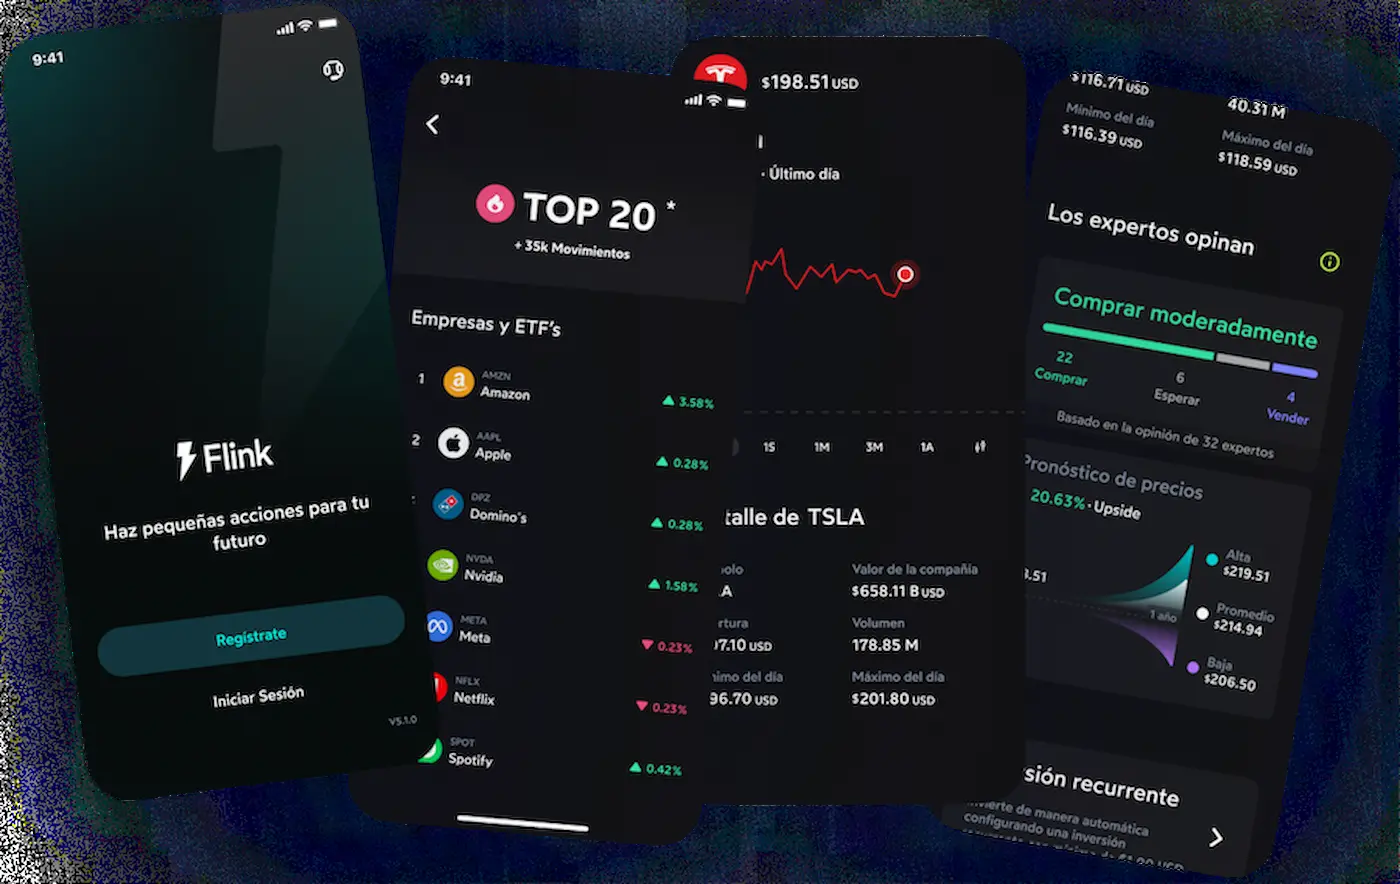 9:41
Flink
Haz pequeñas acciones para tu
futuro
Regístrate
Iniciar Sesión
V5.1.0
9:41
TOP 20 *
+ 35k Movimientos
Empresas y ETF's
1
AMZN
Amazon
3.58%
2
AAPL
Apple
0.28%
DPZ
Domino's
0.28%
NVDA
Nvidia
1.58%
META
Meta
0.23%
NFLX
Netflix
0.23%
SPOT
Spotify
0.42%
$198.51 USD
· Último día
1S
1M
3M
1A
talle de TSLA
olo
A
Valor de la compañía
$658.11 B USD
rtura
7.10 USD
Volumen
178.85 M
imo del día
96.70 USD
Máximo del día
$201.80 USD
$116.71 USD
40.31 M
Mínimo del día
$116.39 USD
Máximo del día
$118.59 USD
Los expertos opinan
Comprar moderadamente
22
Comprar
6
Esperar
4
Vender
Basado en la opinión de 32 expertos
Pronóstico de precios
20.63% · Upside
.51
1 año
Alta
$219.51
Promedio
$214.94
Baja
$206.50
sión recurrente
vierte de manera automática
configurando una inversión